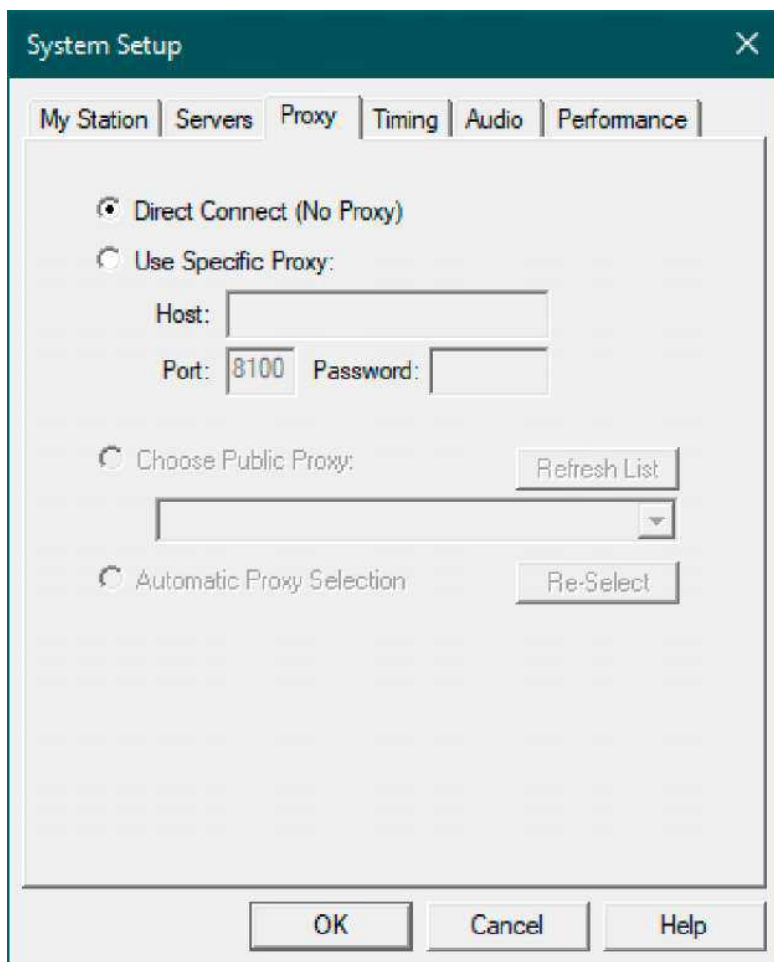 System Setup
My Station Servers Proxy Timing Audio Performance
Direct Connect (No Proxy)
Use Specific Proxy:
Host:
Port: 8100 Password:
Choose Public Proxy: Refresh List
Automatic Proxy Selection Re-Select
OK Cancel Help